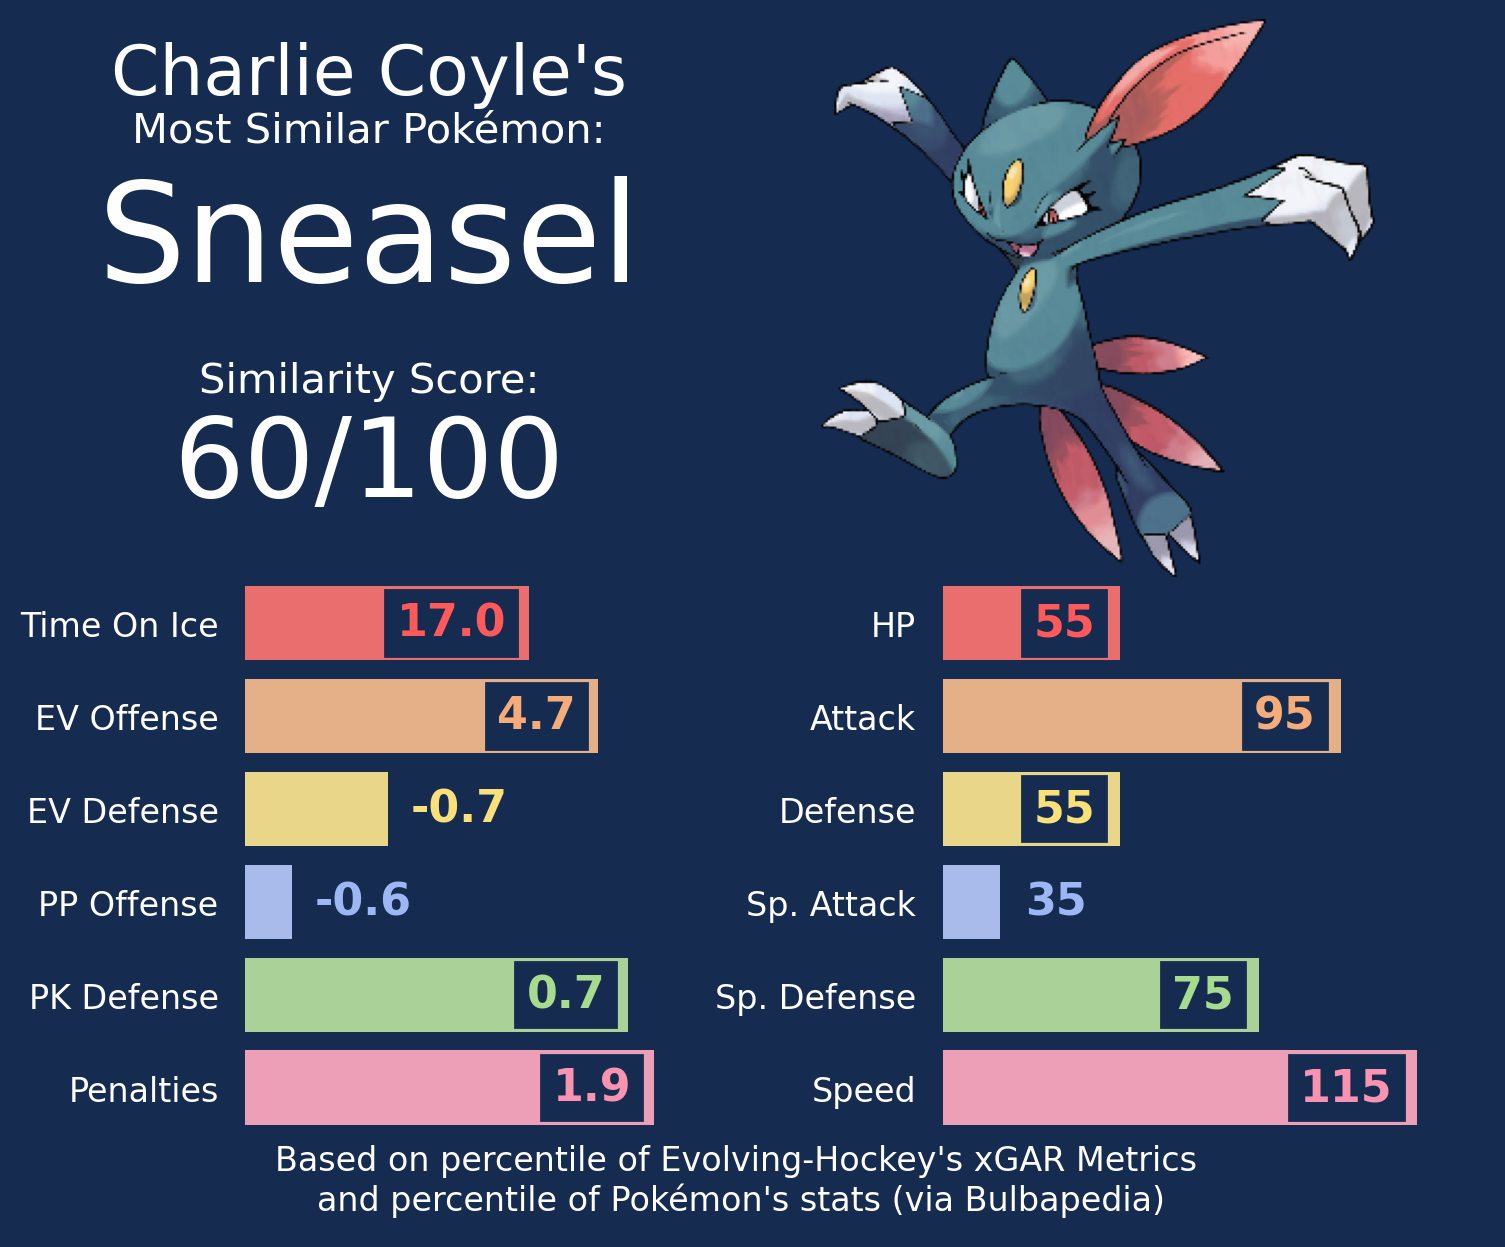 Charlie Coyle's
Most Similar Pokémon:
Sneasel
Similarity Score:
60/100
Time On Ice 17.0
EV Offense 4.7
EV Defense -0.7
PP Offense -0.6
PK Defense 0.7
Penalties 1.9
HP 55
Attack 95
Defense 55
Sp. Attack 35
Sp. Defense 75
Speed 115
Based on percentile of Evolving-Hockey's xGAR Metrics
and percentile of Pokémon's stats (via Bulbapedia)